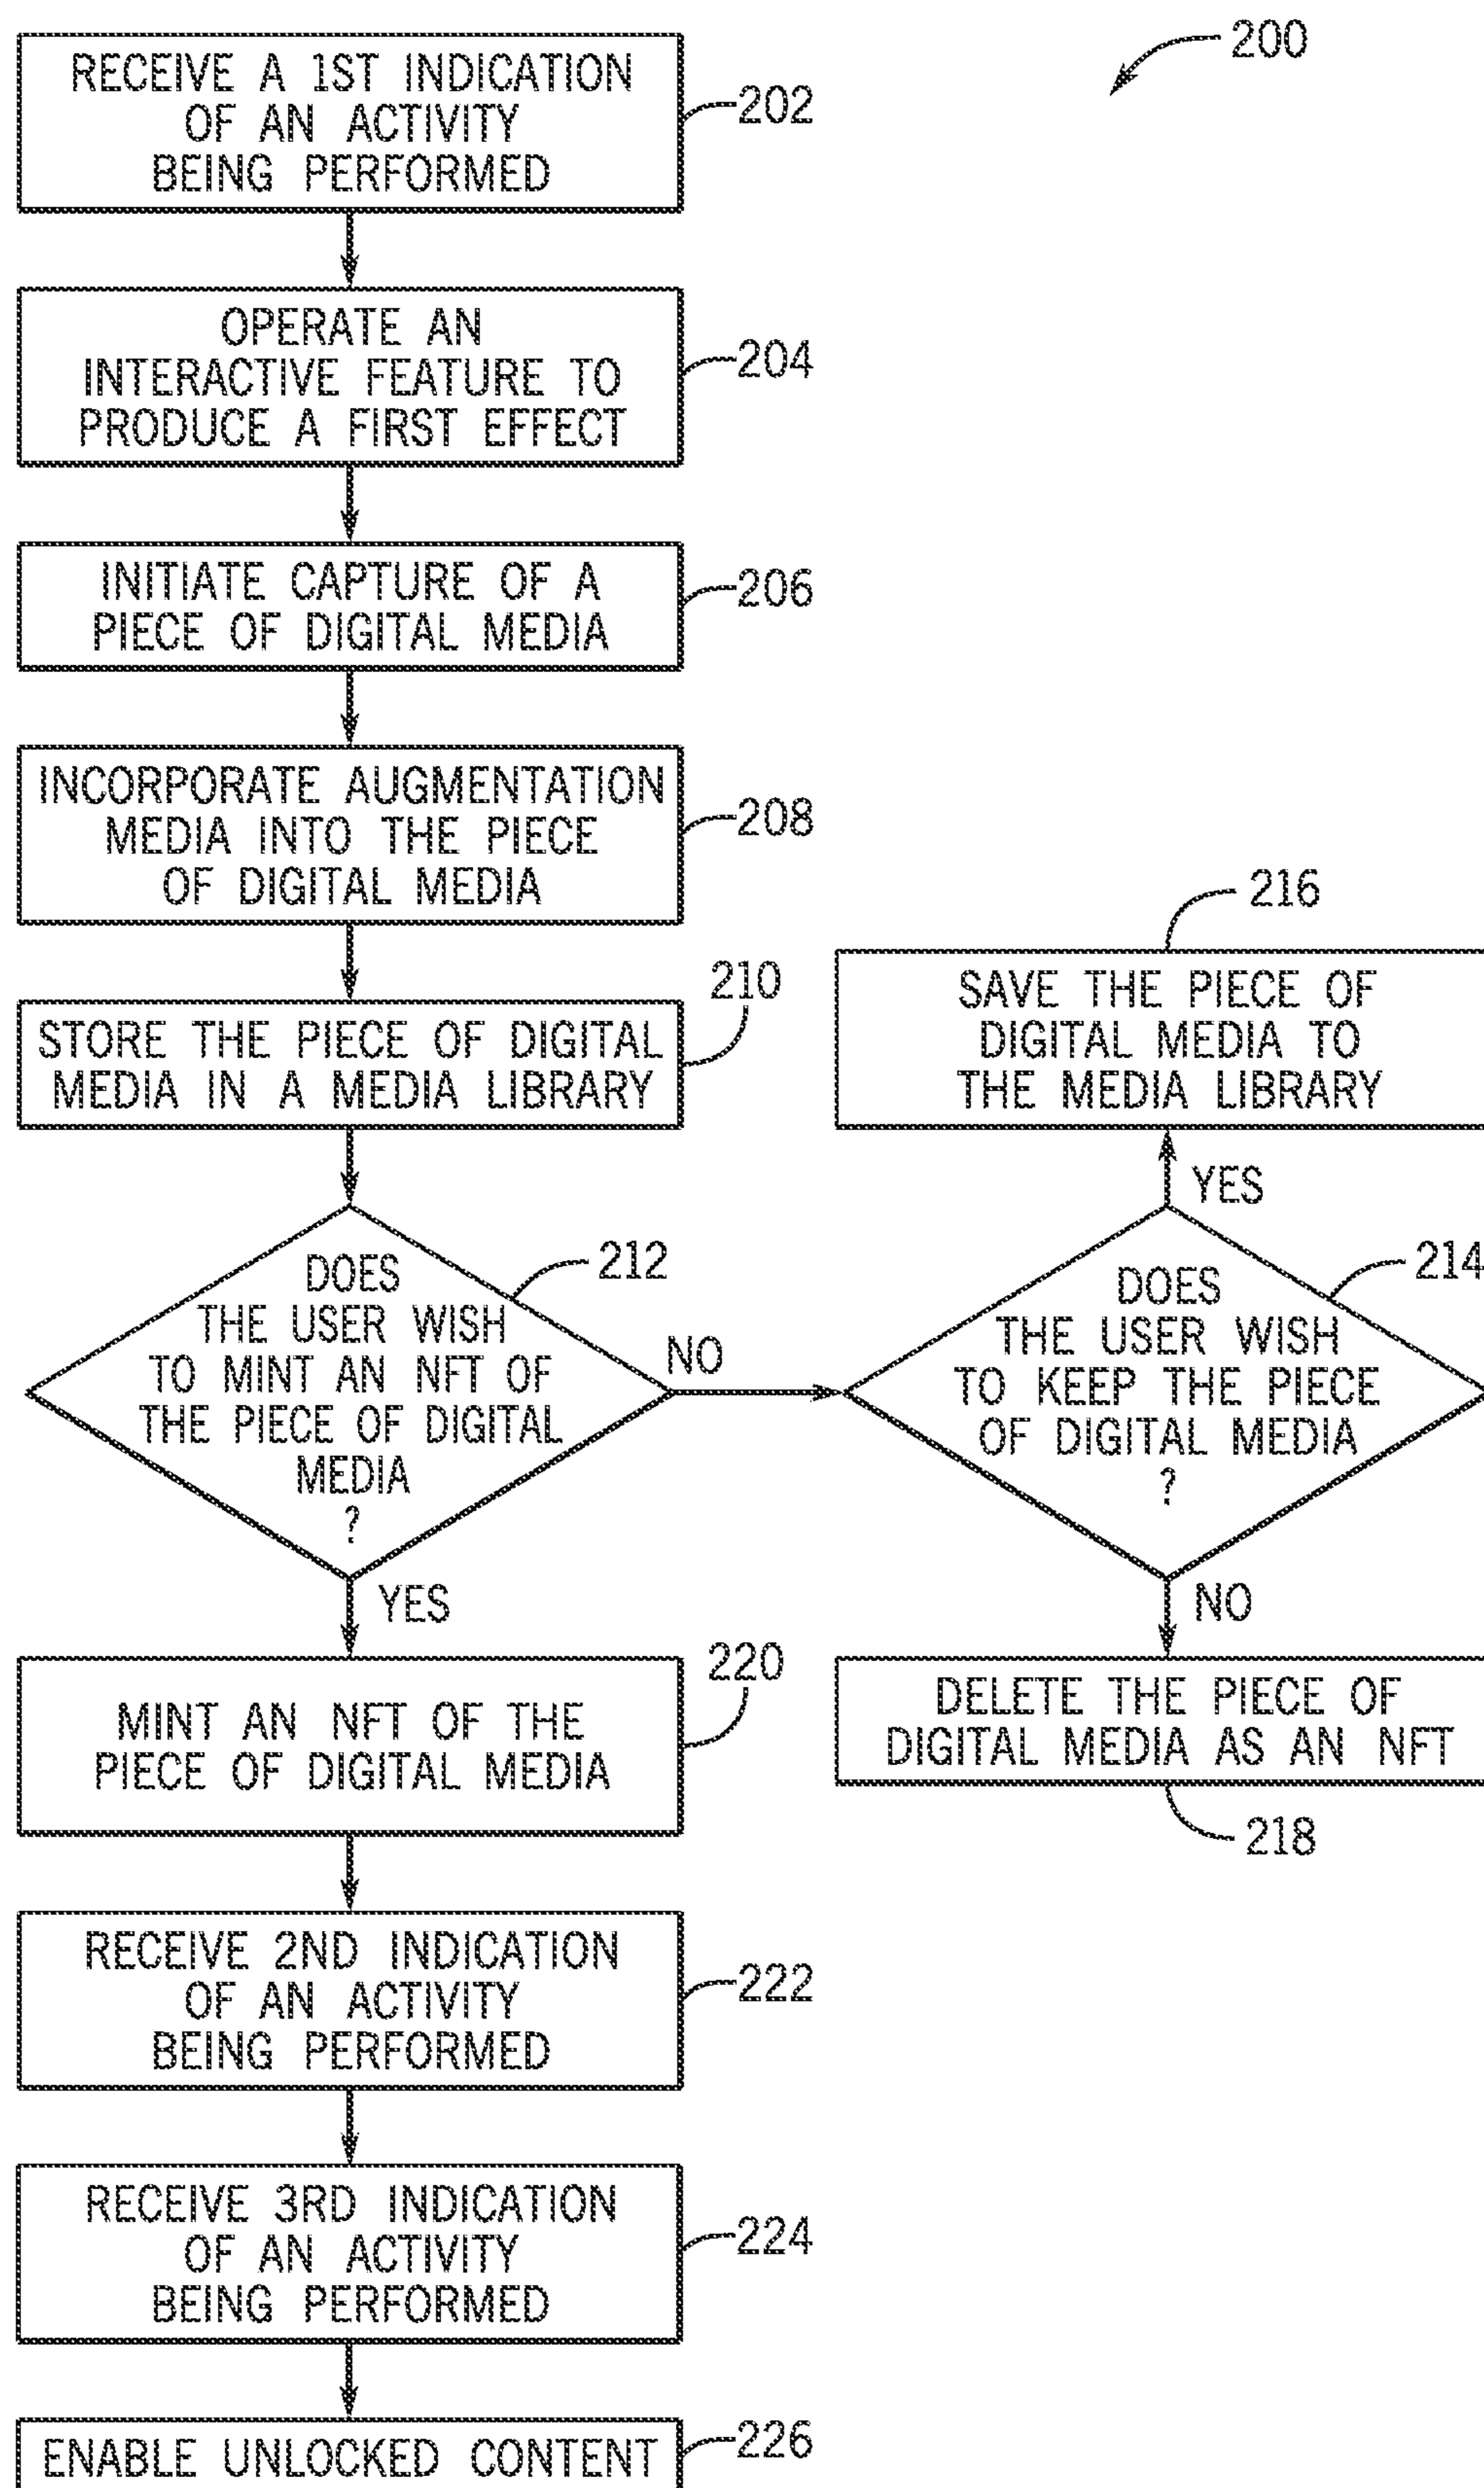 200
RECEIVE A 1ST INDICATION
OF AN ACTIVITY
BEING PERFORMED
202
OPERATE AN
INTERACTIVE FEATURE TO
PRODUCE A FIRST EFFECT
204
INITIATE CAPTURE OF A
PIECE OF DIGITAL MEDIA
206
INCORPORATE AUGMENTATION
MEDIA INTO THE PIECE
OF DIGITAL MEDIA
208
STORE THE PIECE OF DIGITAL
MEDIA IN A MEDIA LIBRARY
210
DOES
THE USER WISH
TO MINT AN NFT OF
THE PIECE OF DIGITAL
MEDIA
?
212
NO
YES
216
SAVE THE PIECE OF
DIGITAL MEDIA TO
THE MEDIA LIBRARY
YES
DOES
THE USER WISH
TO KEEP THE PIECE
OF DIGITAL MEDIA
?
214
NO
DELETE THE PIECE OF
DIGITAL MEDIA AS AN NFT
218
MINT AN NFT OF THE
PIECE OF DIGITAL MEDIA
220
RECEIVE 2ND INDICATION
OF AN ACTIVITY
BEING PERFORMED
222
RECEIVE 3RD INDICATION
OF AN ACTIVITY
BEING PERFORMED
224
ENABLE UNLOCKED CONTENT
226